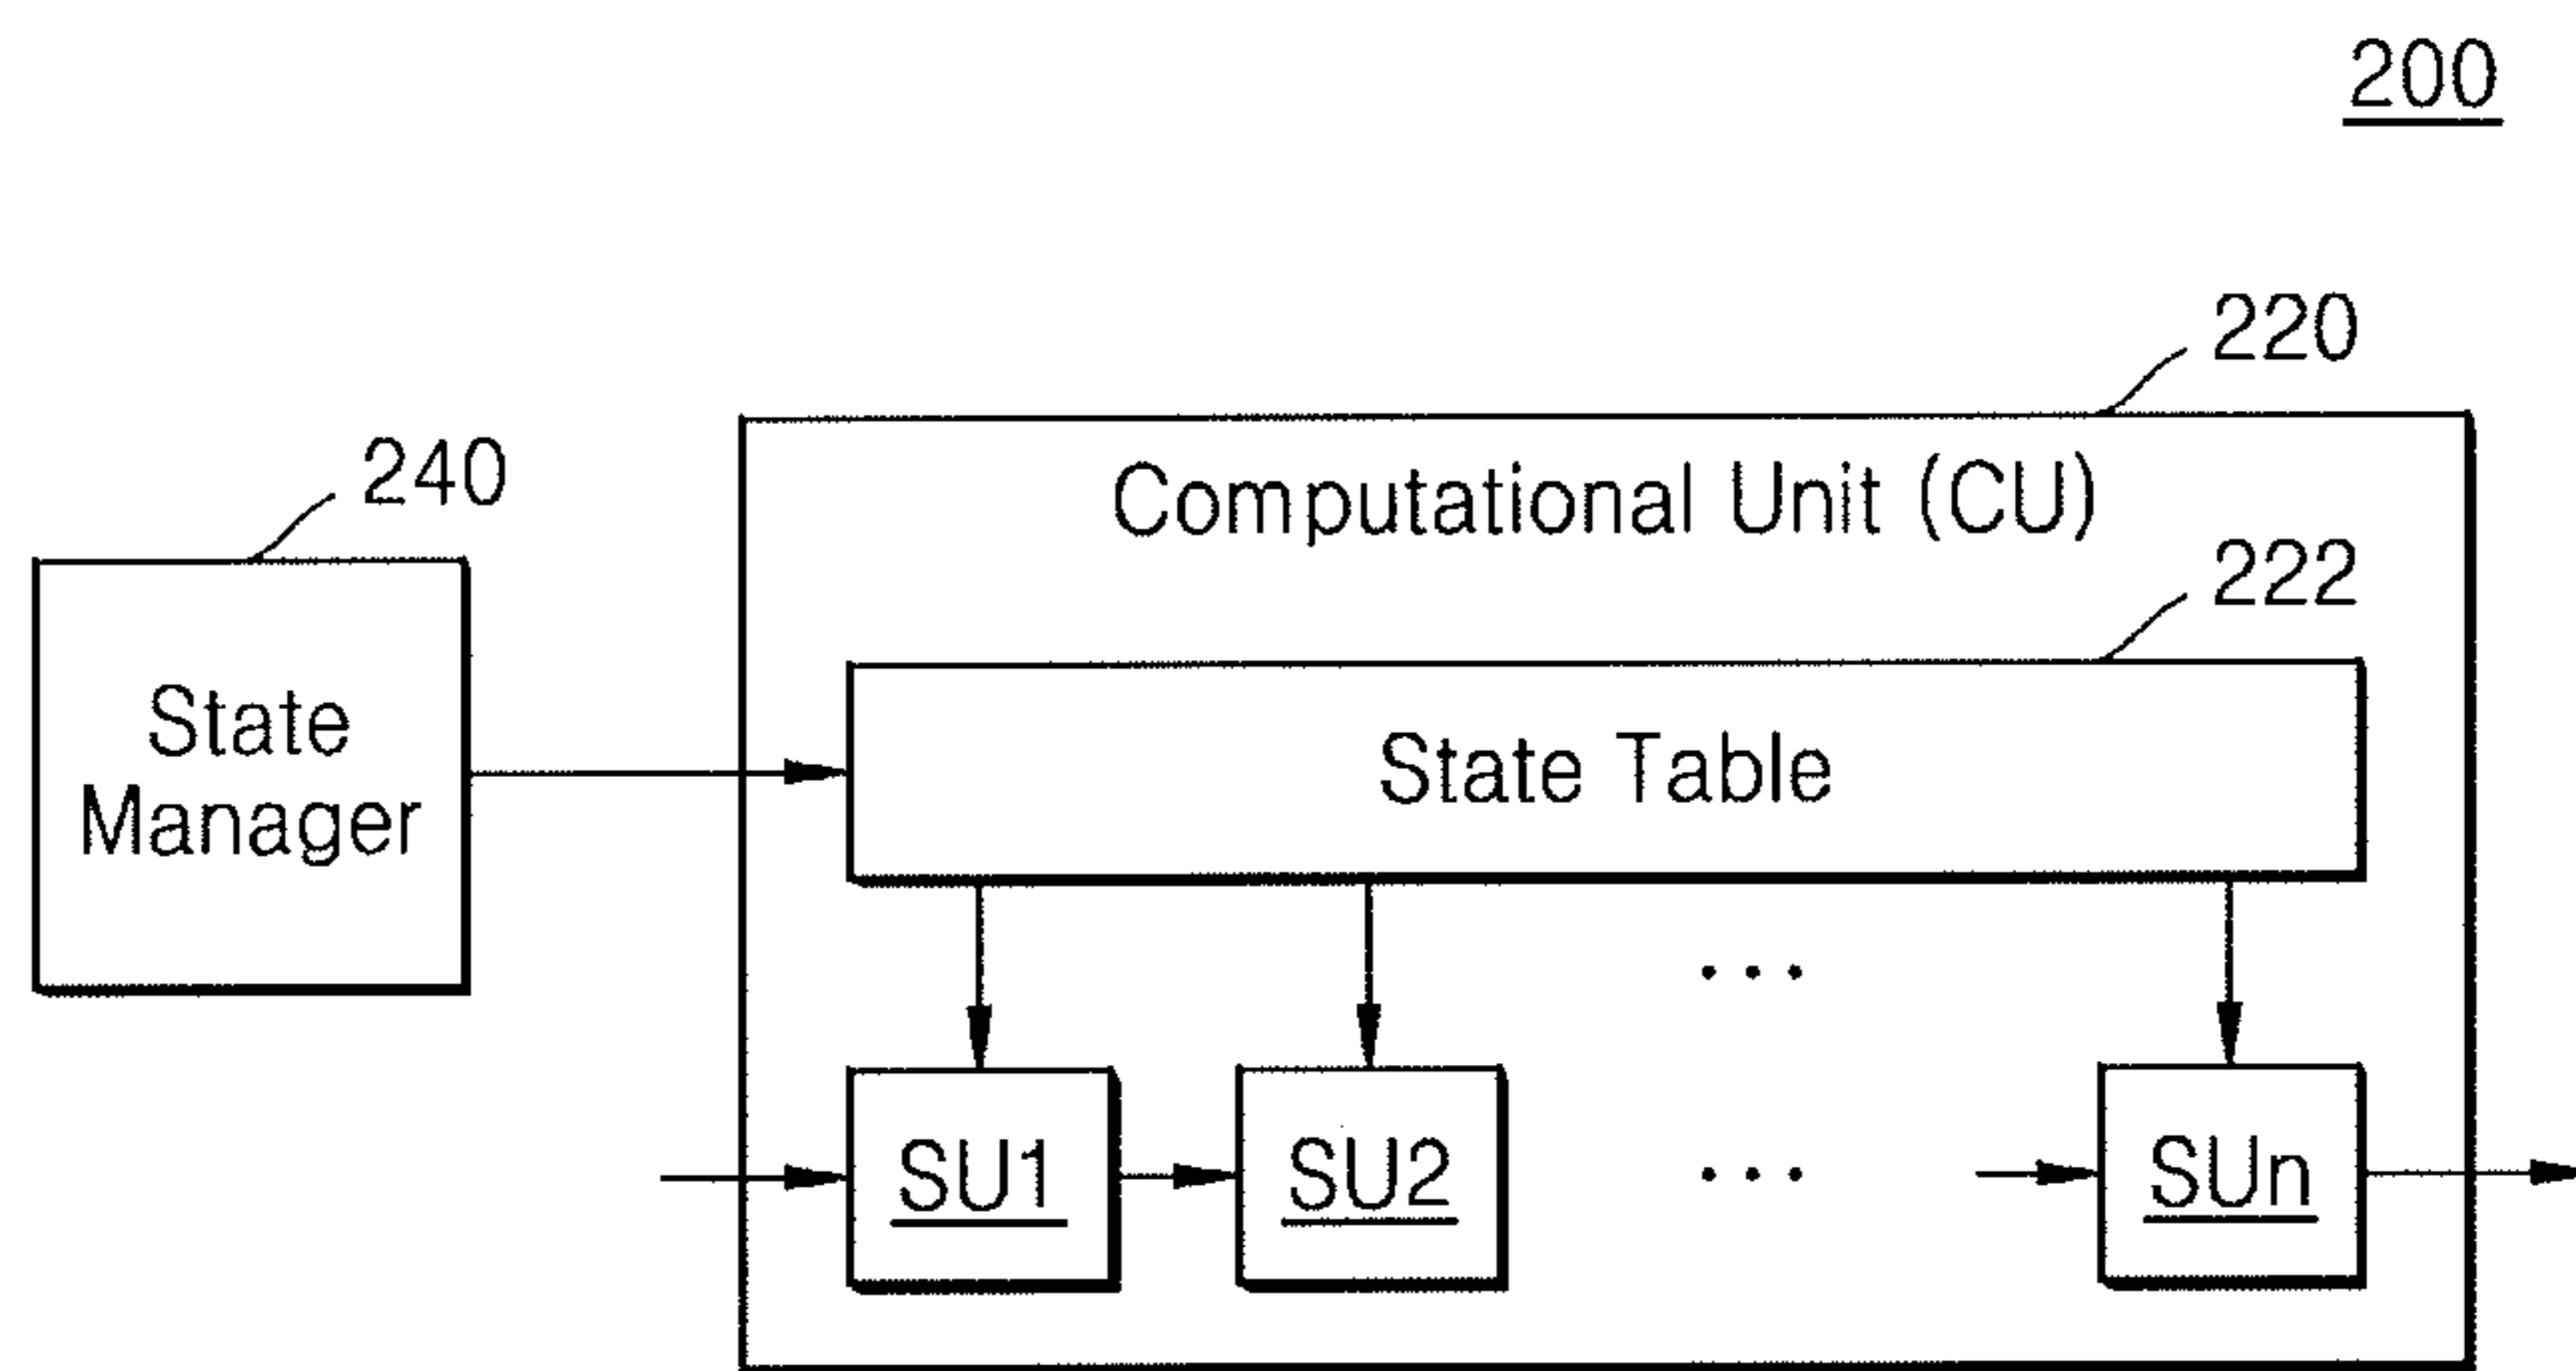 200
220
240
Computational Unit (CU)
222
State
Manager
State Table
...
SU1
SU2
...
SUn